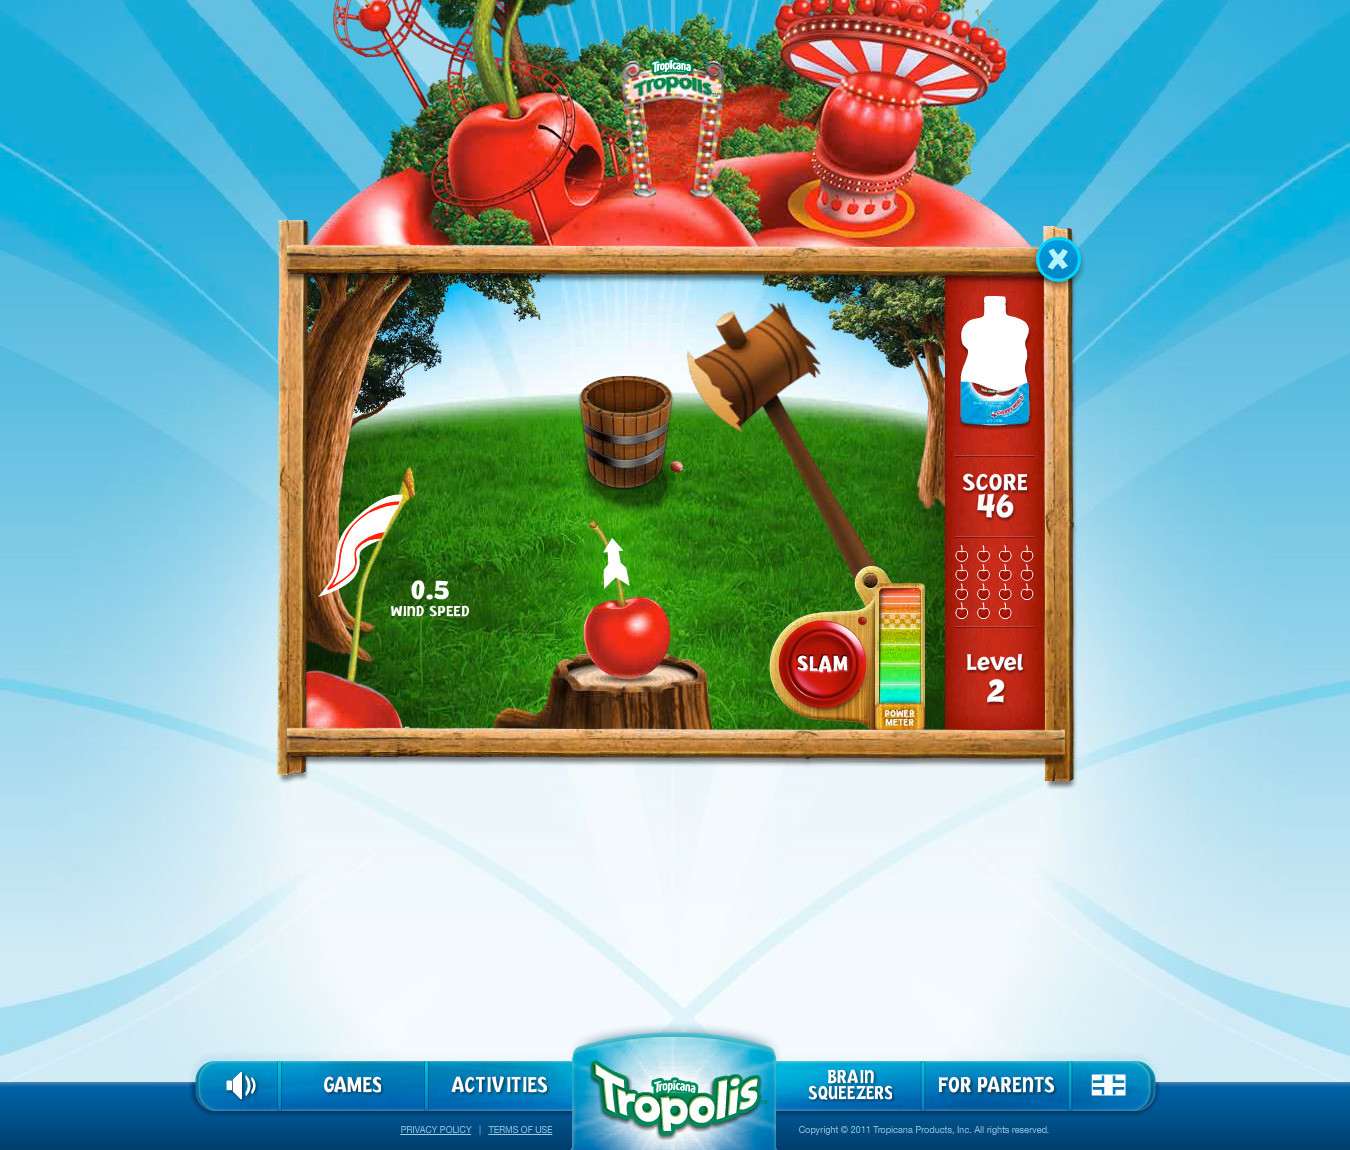 Tropicana
Tropolis
SCORE
46
0.5
WIND SPEED
SLAM
Level
2
POWER
METER
GAMES
ACTIVITIES
Tropicana
Tropolis
BRAIN
SQUEEZERS
FOR PARENTS
PRIVACY POLICY | TERMS OF USE
Copyright © 2011 Tropicana Products, Inc. All rights reserved.